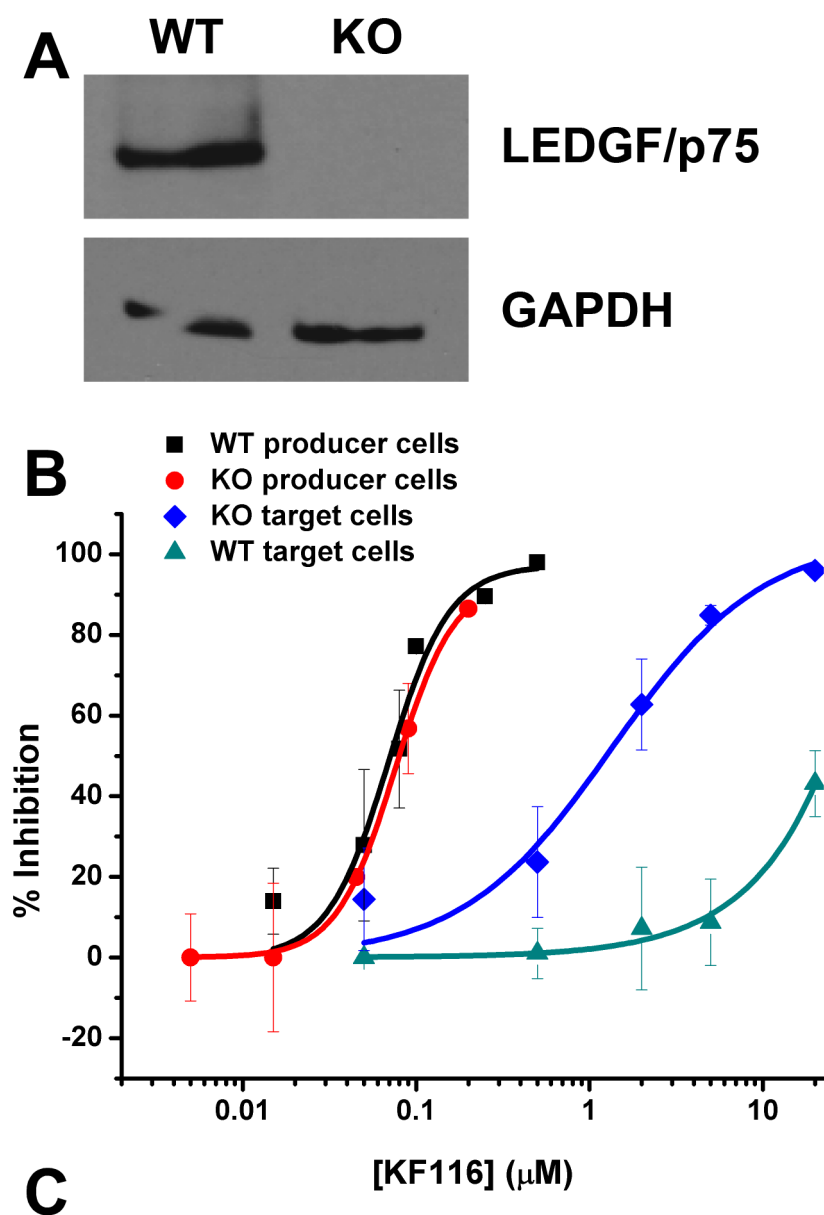 A
WT KO
LEDGF/p75
GAPDH
B
WT producer cells
KO producer cells
KO target cells
WT target cells
% Inhibition
100
80
60
40
20
0
-20
0.01 0.1 1 10
[KF116] (μM)
C